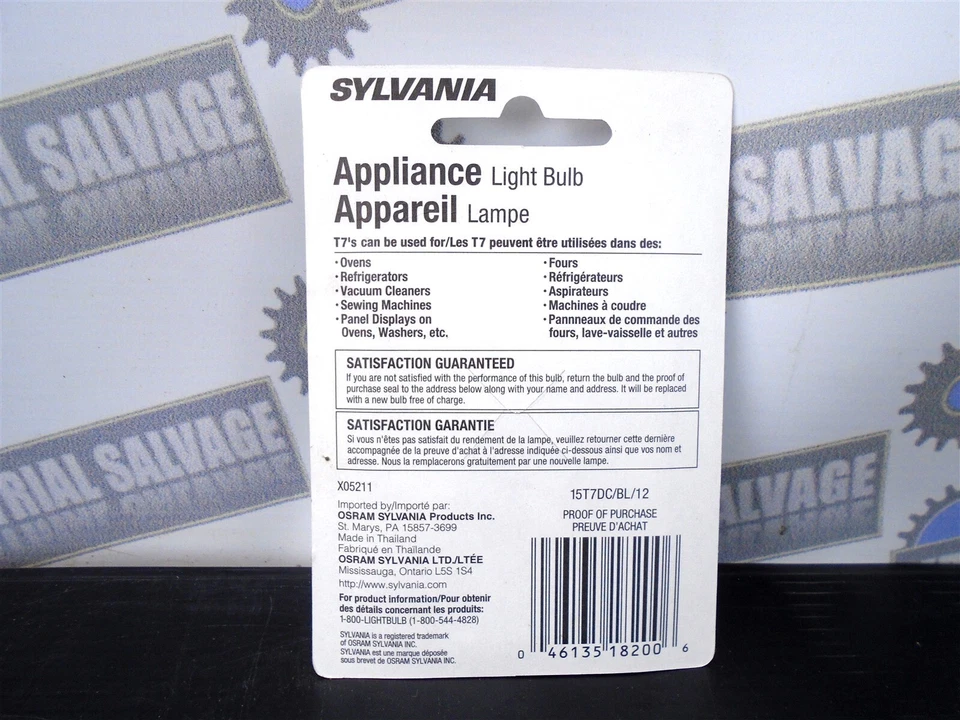 SYLVANIA
Appliance Light Bulb
Appareil Lampe
T7's can be used for/Les T7 peuvent être utilisées dans des:
• Ovens
• Refrigerators
• Vacuum Cleaners
• Sewing Machines
• Panel Displays on
Ovens, Washers, etc.
• Fours
• Réfrigérateurs
• Aspirateurs
• Machines à coudre
• Pannneaux de commande des
fours, lave-vaisselle et autres
SATISFACTION GUARANTEED
If you are not satisfied with the performance of this bulb, return the bulb and the proof of
purchase seal to the address below along with your name and address. It will be replaced
with a new bulb free of charge.
SATISFACTION GARANTIE
Si vous n'êtes pas satisfait du rendement de la lampe, veuillez retourner cette dernière
accompagnée de la preuve d'achat à l'adresse indiquée ci-dessous ainsi que vos nom et
adresse. Nous la remplacerons gratuitement par une nouvelle lampe.
X05211
Imported by/Importé par:
OSRAM SYLVANIA Products Inc.
St. Marys, PA 15857-3699
Made in Thailand
Fabriqué en Thaïlande
OSRAM SYLVANIA LTD./LTÉE
Mississauga, Ontario L5S 1S4
http://www.sylvania.com
For product information/Pour obtenir
des détails concernant les produits:
1-800-LIGHTBULB (1-800-544-4828)
SYLVANIA is a registered trademark
of OSRAM SYLVANIA INC.
SYLVANIA est une marque déposée
sous brevet de OSRAM SYLVANIA INC.
15T7DC/BL/12
PROOF OF PURCHASE
PREUVE D'ACHAT
0 46135 18200 6
SALVAGE
SALVAGE
SALVAGE
SALVAGE